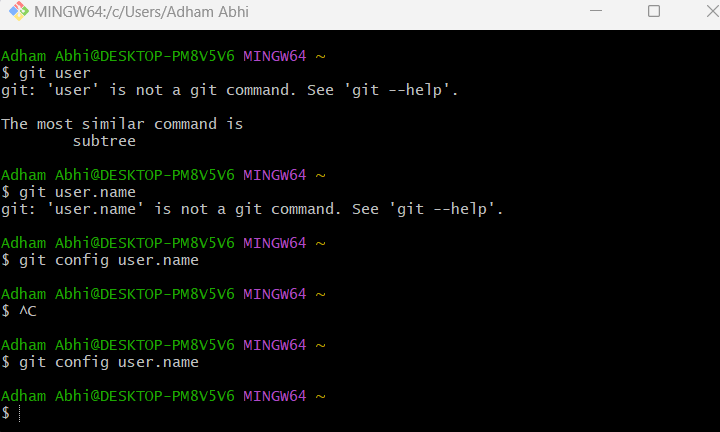 MINGW64:/c/Users/Adham Abhi
Adham Abhi@DESKTOP-PM8V5V6 MINGW64 ~
$ git user
git: 'user' is not a git command. See 'git --help'.
The most similar command is
        subtree
Adham Abhi@DESKTOP-PM8V5V6 MINGW64 ~
$ git user.name
git: 'user.name' is not a git command. See 'git --help'.
Adham Abhi@DESKTOP-PM8V5V6 MINGW64 ~
$ git config user.name
Adham Abhi@DESKTOP-PM8V5V6 MINGW64 ~
$ ^C
Adham Abhi@DESKTOP-PM8V5V6 MINGW64 ~
$ git config user.name
Adham Abhi@DESKTOP-PM8V5V6 MINGW64 ~
$